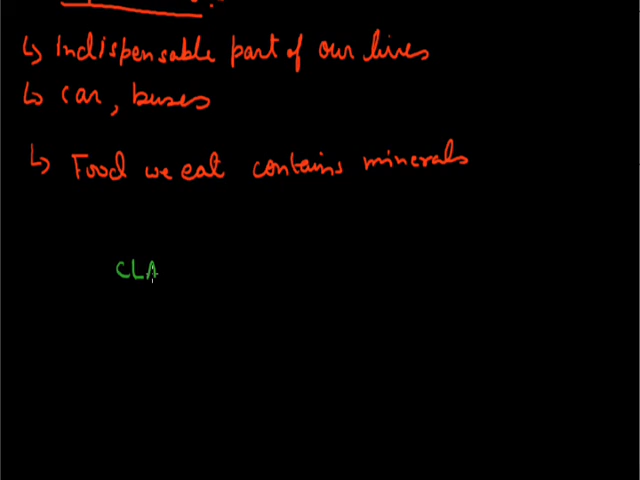 ↳ Indispensable part of our lives
↳ car, buses
↳ Food we eat contains minerals
CLA